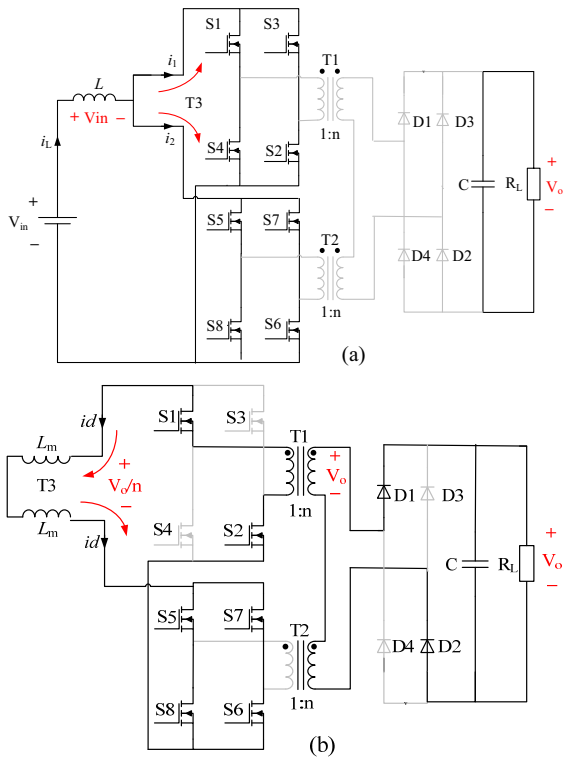 S1 S3
i1
T1
L
T3
D1 D3
+ Vin −
1:n
iL
i2
S4 S2
C RL + Vo −
+ Vin −
S5 S7
T2
D4 D2
S8 S6
1:n
(a)
id S1 S3
T1
Lm
+ Vo/n −
+ Vo −
D1 D3
T3
Lm
S4 S2
1:n
id
C RL + Vo −
S5 S7
T2
D4 D2
S8 S6
1:n
(b)